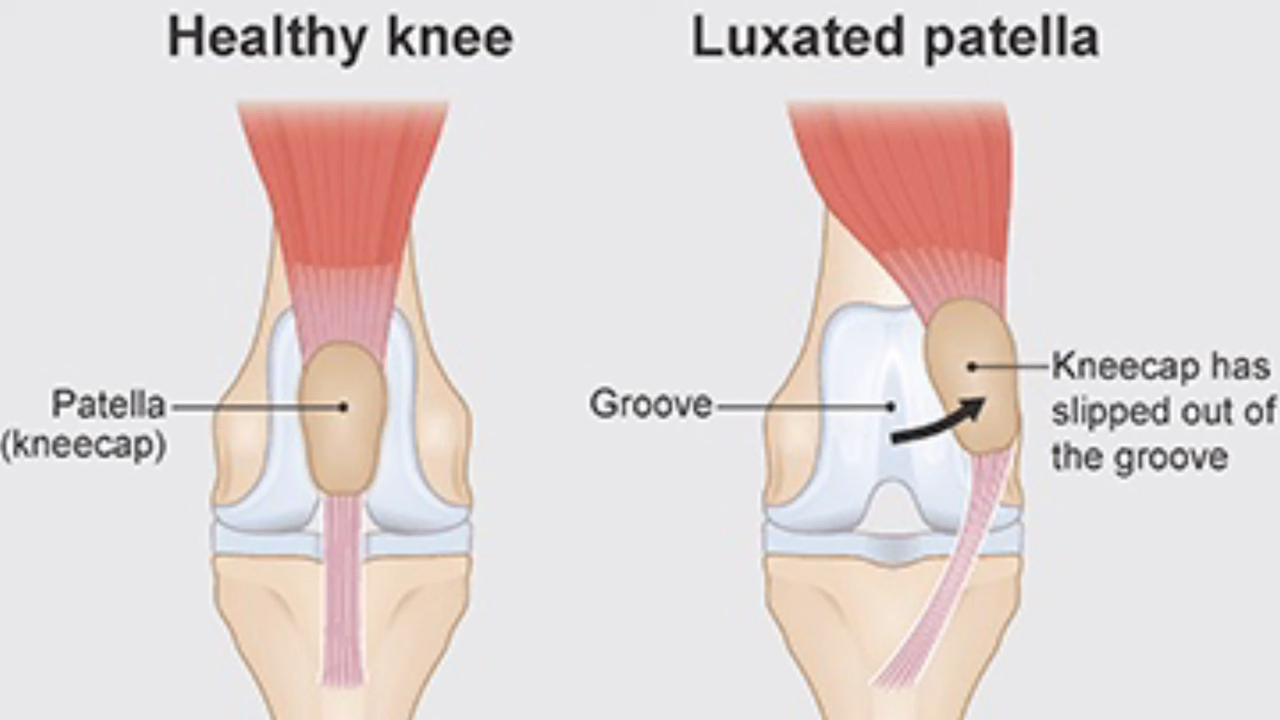 Healthy knee
Luxated patella
Patella
(kneecap)
Groove
Kneecap has
slipped out of
the groove